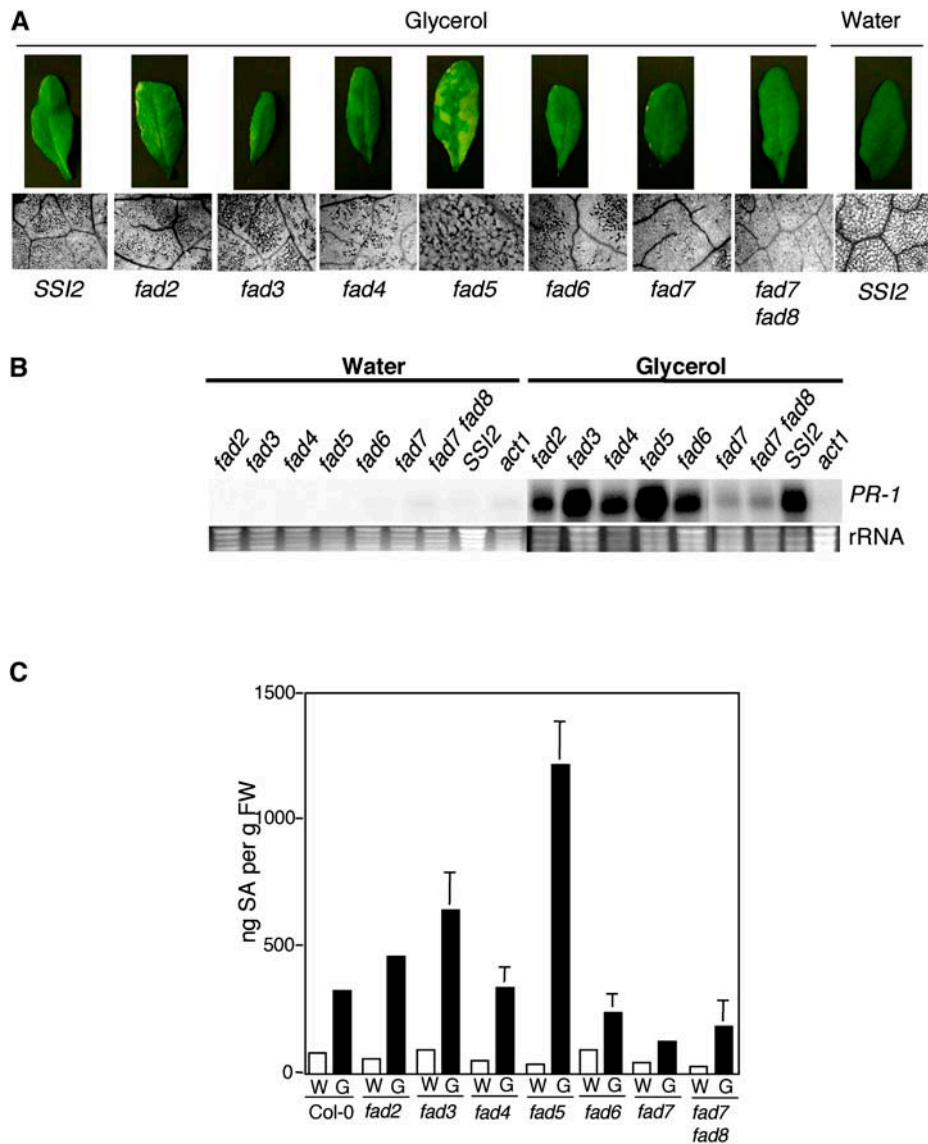 A
Glycerol
Water
SSI2 fad2 fad3 fad4 fad5 fad6 fad7 fad7 fad8 SSI2
B
Water Glycerol
fad2 fad3 fad4 fad5 fad6 fad7 fad7 fad8 SSI2 act1 fad2 fad3 fad4 fad5 fad6 fad7 fad7 fad8 SSI2 act1
PR-1
rRNA
C
ng SA per g FW
1500
1000
500
0
W G W G W G W G W G W G W G W G
Col-0 fad2 fad3 fad4 fad5 fad6 fad7 fad7
fad8